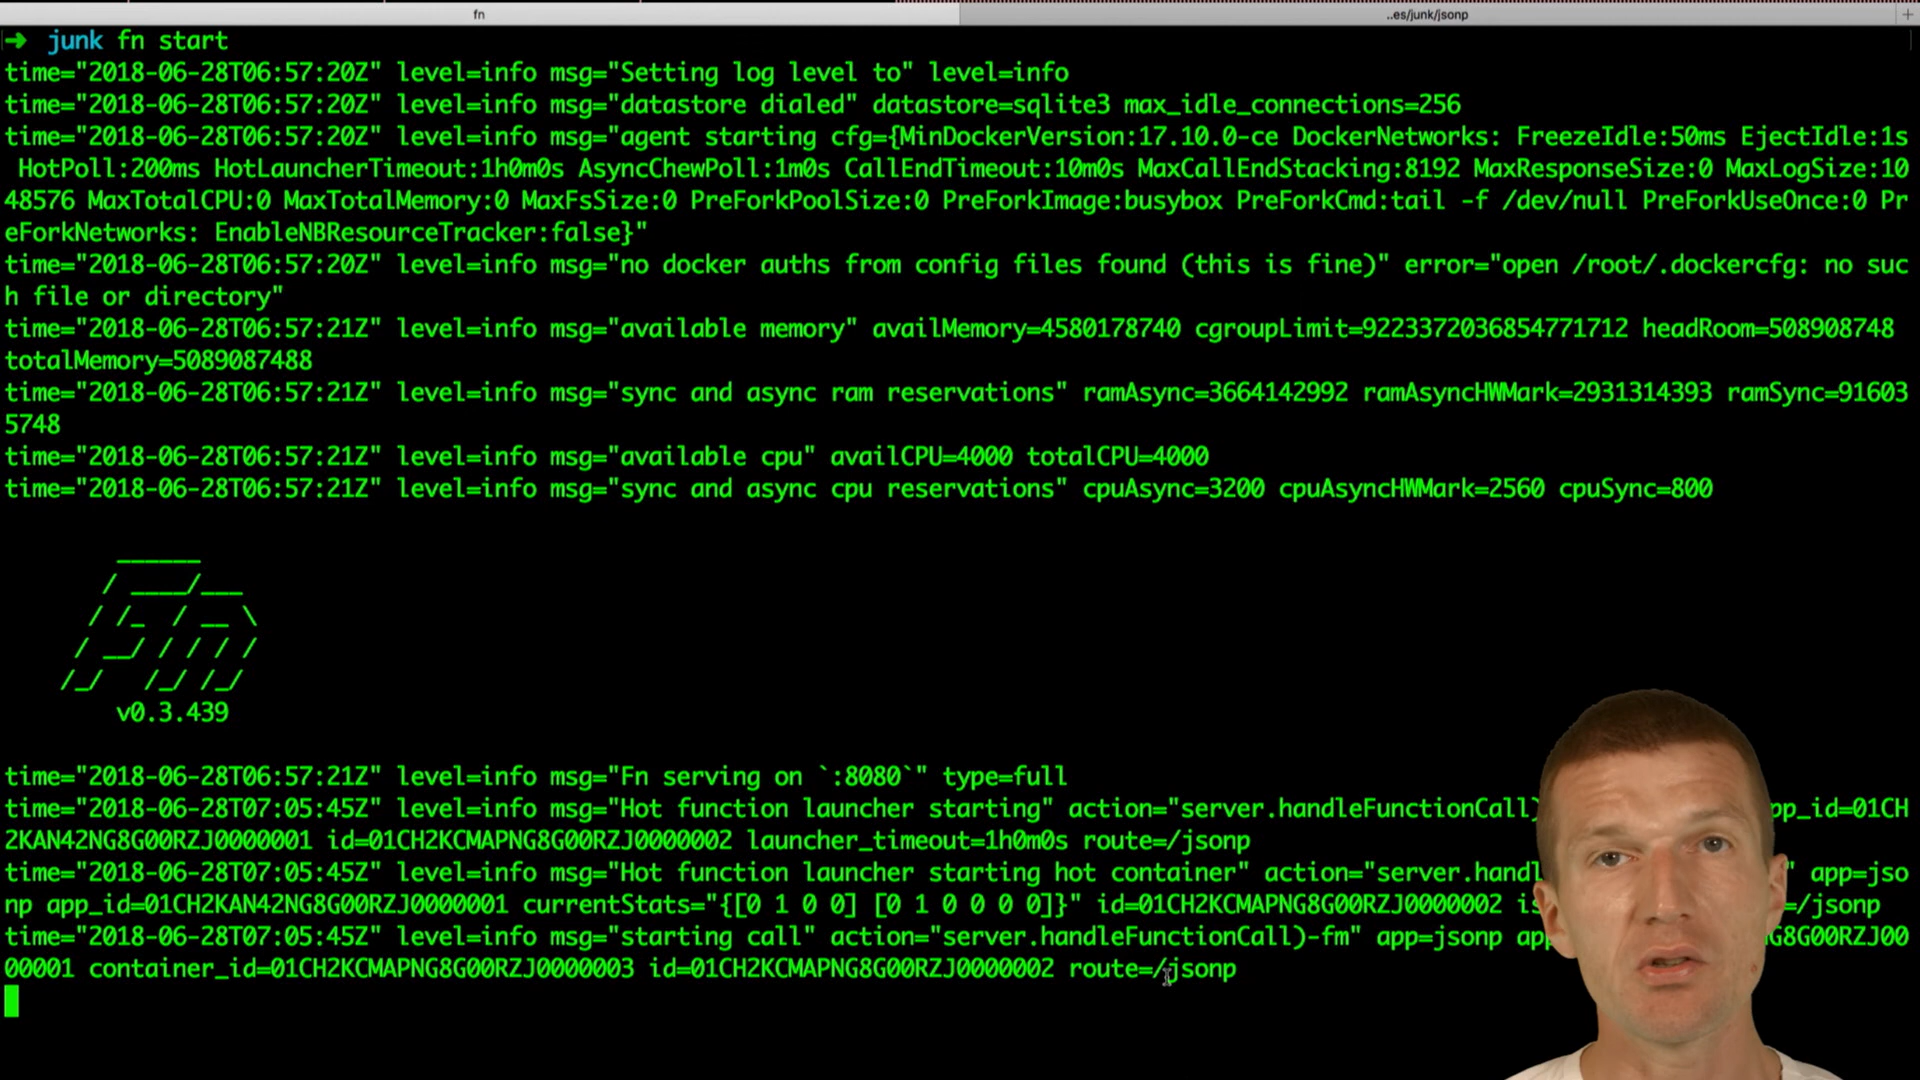 fn
..es/junk/jsonp
+
➜ junk fn start
time="2018-06-28T06:57:20Z" level=info msg="Setting log level to" level=info
time="2018-06-28T06:57:20Z" level=info msg="datastore dialed" datastore=sqlite3 max_idle_connections=256
time="2018-06-28T06:57:20Z" level=info msg="agent starting cfg={MinDockerVersion:17.10.0-ce DockerNetworks: FreezeIdle:50ms EjectIdle:1s
HotPoll:200ms HotLauncherTimeout:1h0m0s AsyncChewPoll:1m0s CallEndTimeout:10m0s MaxCallEndStacking:8192 MaxResponseSize:0 MaxLogSize:10
48576 MaxTotalCPU:0 MaxTotalMemory:0 MaxFsSize:0 PreForkPoolSize:0 PreForkImage:busybox PreForkCmd:tail -f /dev/null PreForkUseOnce:0 Pr
eForkNetworks: EnableNBResourceTracker:false}"
time="2018-06-28T06:57:20Z" level=info msg="no docker auths from config files found (this is fine)" error="open /root/.dockercfg: no suc
h file or directory"
time="2018-06-28T06:57:21Z" level=info msg="available memory" availMemory=4580178740 cgroupLimit=9223372036854771712 headRoom=508908748
totalMemory=5089087488
time="2018-06-28T06:57:21Z" level=info msg="sync and async ram reservations" ramAsync=3664142992 ramAsyncHWMark=2931314393 ramSync=91603
5748
time="2018-06-28T06:57:21Z" level=info msg="available cpu" availCPU=4000 totalCPU=4000
time="2018-06-28T06:57:21Z" level=info msg="sync and async cpu reservations" cpuAsync=3200 cpuAsyncHWMark=2560 cpuSync=800
Fn
v0.3.439
time="2018-06-28T06:57:21Z" level=info msg="Fn serving on `:8080`" type=full
time="2018-06-28T07:05:45Z" level=info msg="Hot function launcher starting" action="server.handleFunctionCall) pp_id=01CH
2KAN42NG8G00RZJ0000001 id=01CH2KCMAPNG8G00RZJ0000002 launcher_timeout=1h0m0s route=/jsonp
time="2018-06-28T07:05:45Z" level=info msg="Hot function launcher starting hot container" action="server.handl " app=jso
np app_id=01CH2KAN42NG8G00RZJ0000001 currentStats="{[0 1 0 0] [0 1 0 0 0 0]}" id=01CH2KCMAPNG8G00RZJ0000002 is =/jsonp
time="2018-06-28T07:05:45Z" level=info msg="starting call" action="server.handleFunctionCall)-fm" app=jsonp app G8G00RZJ00
00001 container_id=01CH2KCMAPNG8G00RZJ0000003 id=01CH2KCMAPNG8G00RZJ0000002 route=/jsonp